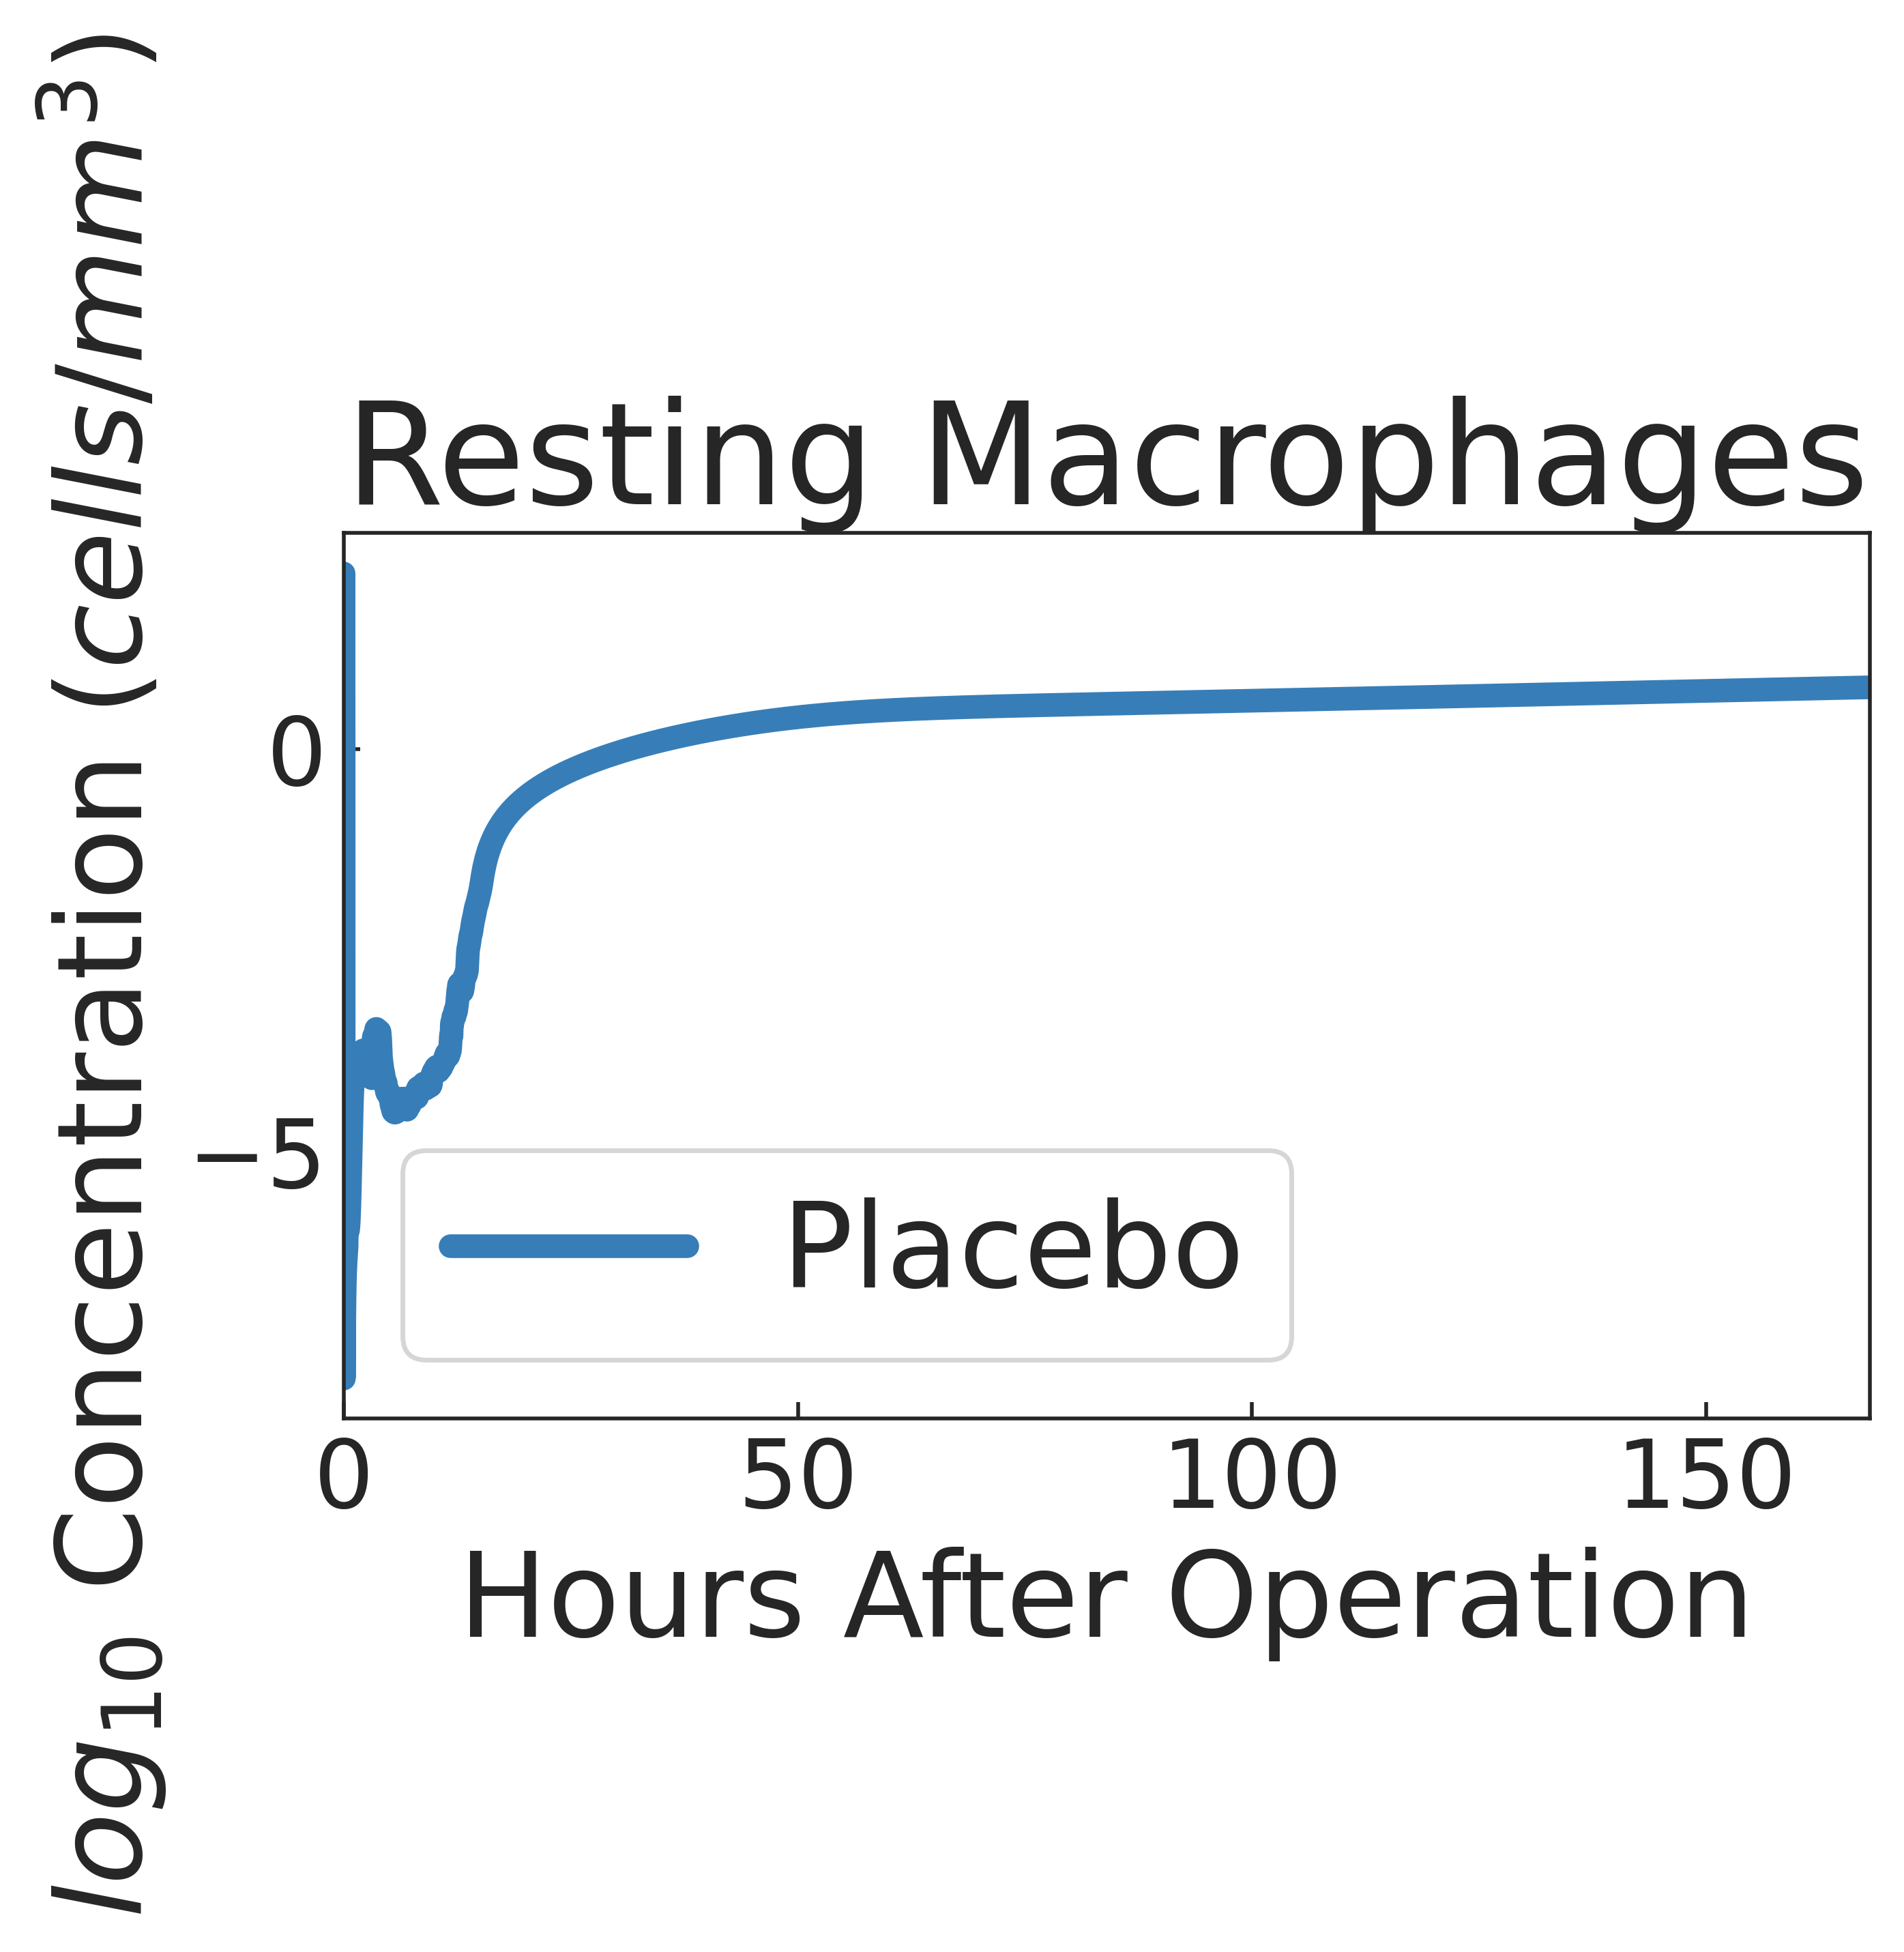 Resting Macrophages
log10 Concentration (cells/mm³)
0
−5
Placebo
0 50 100 150
Hours After Operation